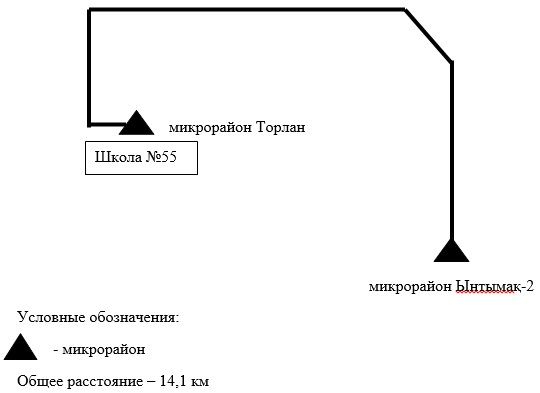 микрорайон Торлан
Школа №55
микрорайон Ынтымақ-2
Условные обозначения:
- микрорайон
Общее расстояние – 14,1 км